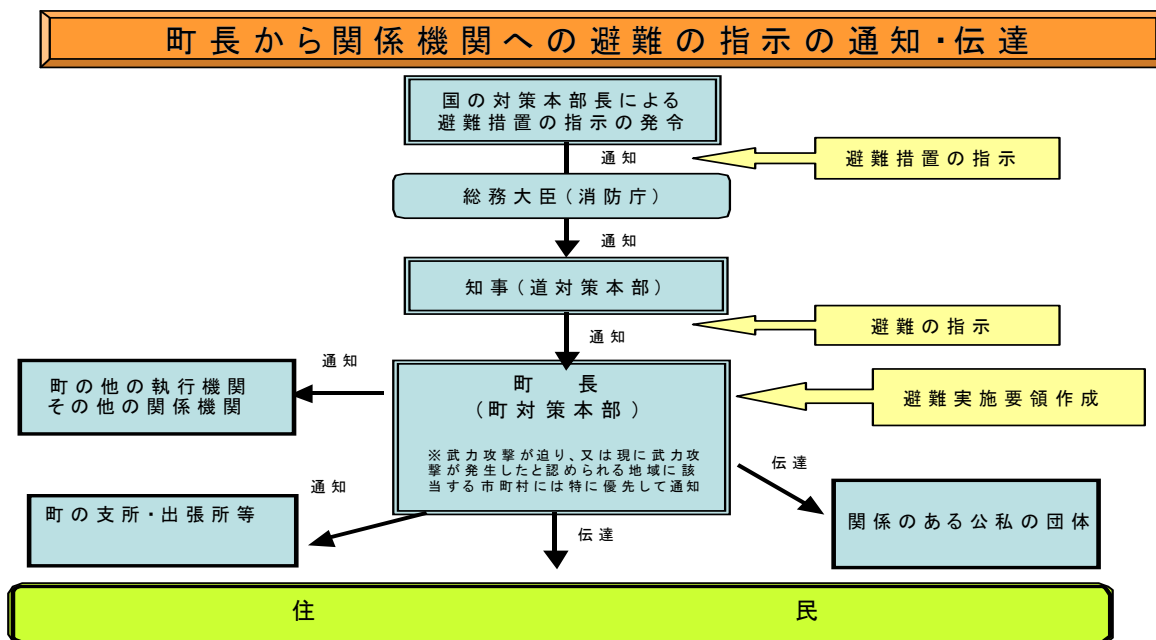 町長から関係機関への避難の指示の通知・伝達
国の対策本部長による
避難措置の指示の発令
通知
避難措置の指示
総務大臣(消防庁)
通知
知事(道対策本部)
避難の指示
通知
通知
町の他の執行機関
その他の関係機関
町 長
(町対策本部)
避難実施要領作成
※武力攻撃が迫り、又は現に武力攻
撃が発生したと認められる地域に該
当する市町村には特に優先して通知
伝達
通知
町の支所・出張所等
関係のある公私の団体
伝達
住 民